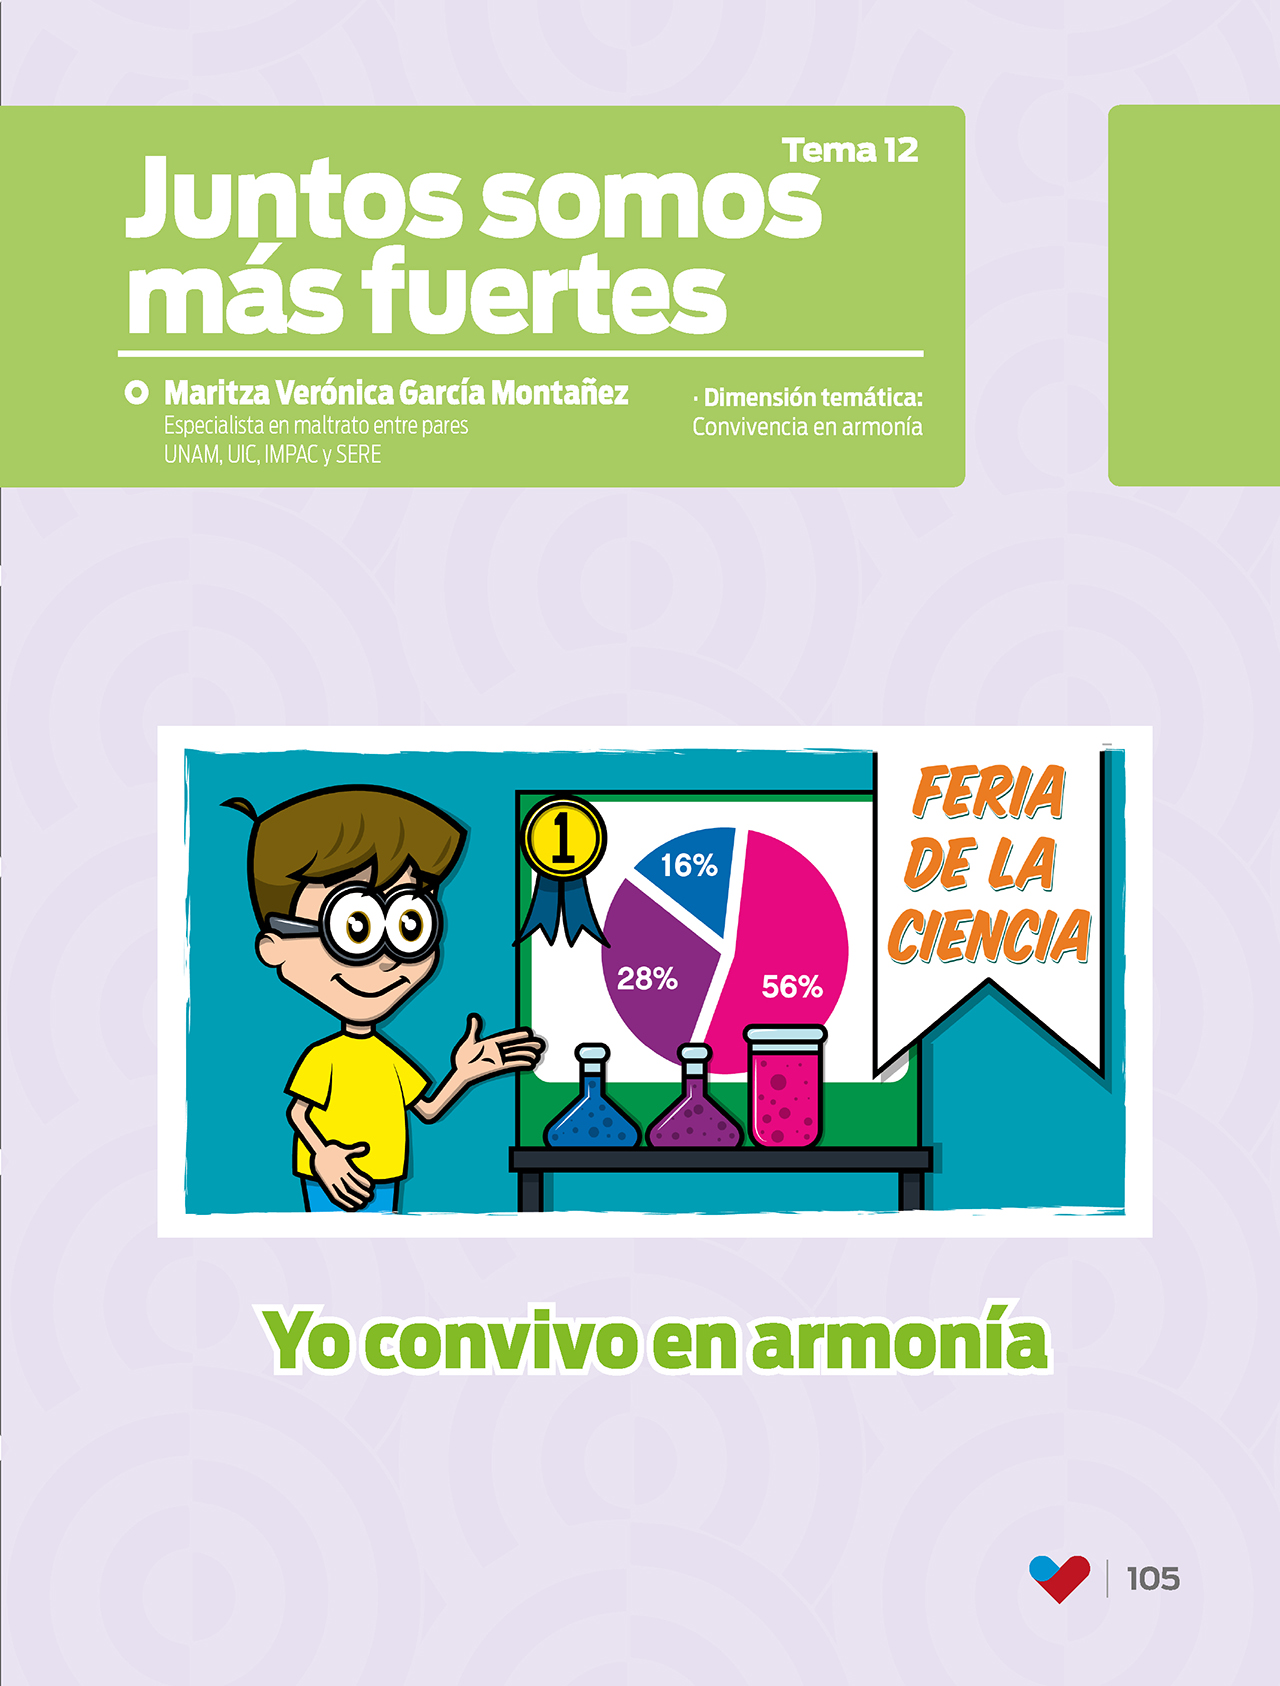 Tema 12
Juntos somos
más fuertes
Maritza Verónica García Montañez
Especialista en maltrato entre pares
UNAM, UIC, IMPAC y SERE
· Dimensión temática:
Convivencia en armonía
1
16%
28%
56%
FERIA
DE LA
CIENCIA
Yo convivo en armonía
105